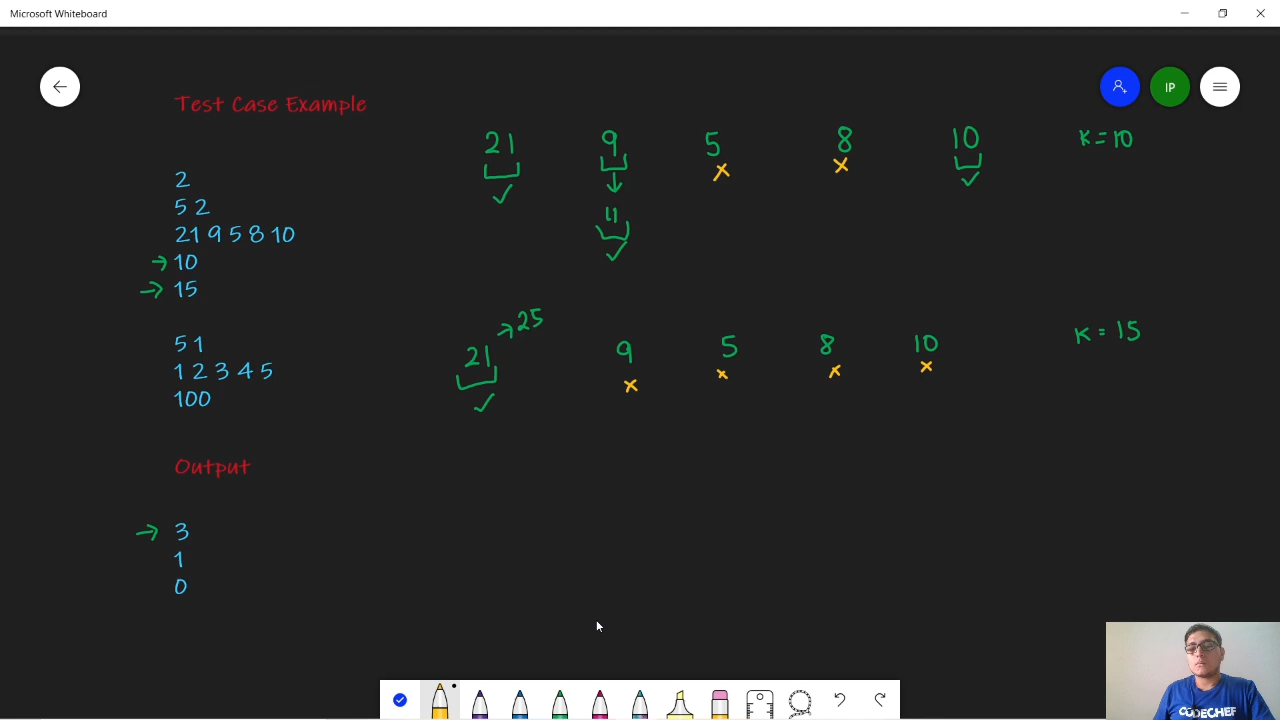 Microsoft Whiteboard
IP
Test Case Example
2
5 2
21 9 5 8 10
→ 10
→ 15
5 1
1 2 3 4 5
100
Output
→ 3
1
0
21 9 5 8 10 K = 10
✓ ↓ × × ✓
11
✓
→ 25
21 9 5 8 10 K = 15
✓ × × × ×
CODECHEF